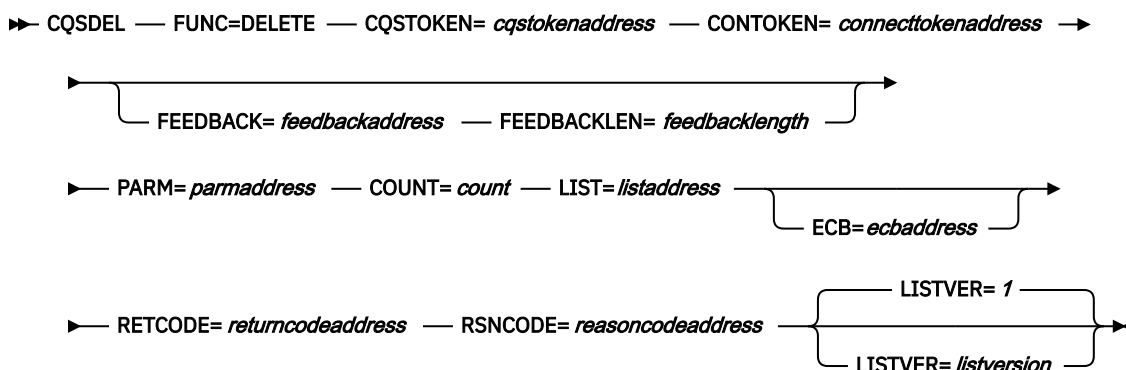 CQSDEL FUNC=DELETE CQSTOKEN= cqstokenaddress CONTOKEN= connecttokenaddress
FEEDBACK= feedbackaddress FEEDBACKLEN= feedbacklength
PARM= parmaddress COUNT= count LIST= listaddress
ECB= ecbaddress
LISTVER= 1
RETCODE= returncodeaddress RSNCODE= reasoncodeaddress
LISTVER= listversion